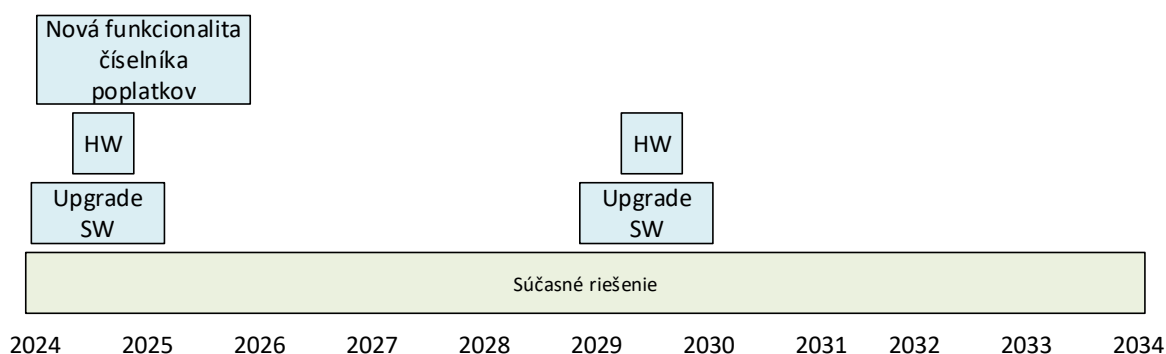 Nová funkcionalita
číselníka
poplatkov
HW
HW
Upgrade
SW
Upgrade
SW
Súčasné riešenie
2024 2025 2026 2027 2028 2029 2030 2031 2032 2033 2034